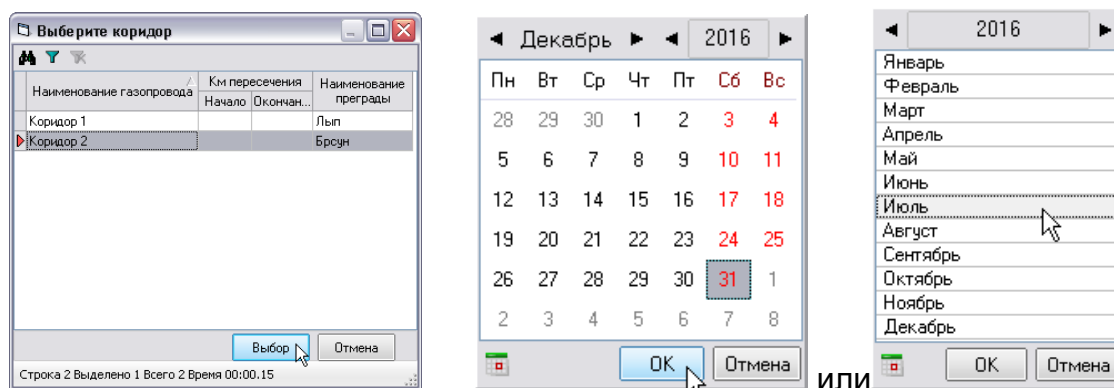 Выберите коридор
Наименование газопровода Км пересечения Наименование преграды
Начало Окончан...
Коридор 1 Лып
Коридор 2 Брсун
Выбор Отмена
Строка 2 Выделено 1 Всего 2 Время 00:00.15
Декабрь 2016
Пн Вт Ср Чт Пт Сб Вс
28 29 30 1 2 3 4
5 6 7 8 9 10 11
12 13 14 15 16 17 18
19 20 21 22 23 24 25
26 27 28 29 30 31 1
2 3 4 5 6 7 8
OK Отмена
или
2016
Январь
Февраль
Март
Апрель
Май
Июнь
Июль
Август
Сентябрь
Октябрь
Ноябрь
Декабрь
OK Отмена